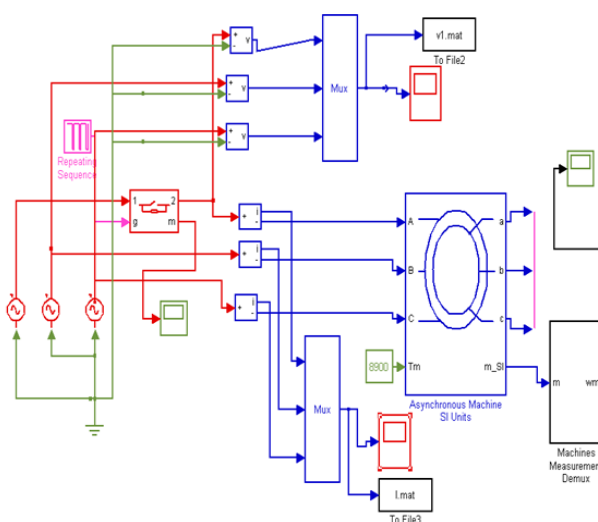 v1.mat
To File2
+
-
v
+
-
v
+
-
v
Mux
Repeating
Sequence
1
2
g
m
+
i
-
+
i
-
+
i
-
A
B
C
Tm
a
b
c
m_SI
8900
Asynchronous Machine
SI Units
Mux
m
wm
Machines
Measuremen
Demux
I.mat
To File3